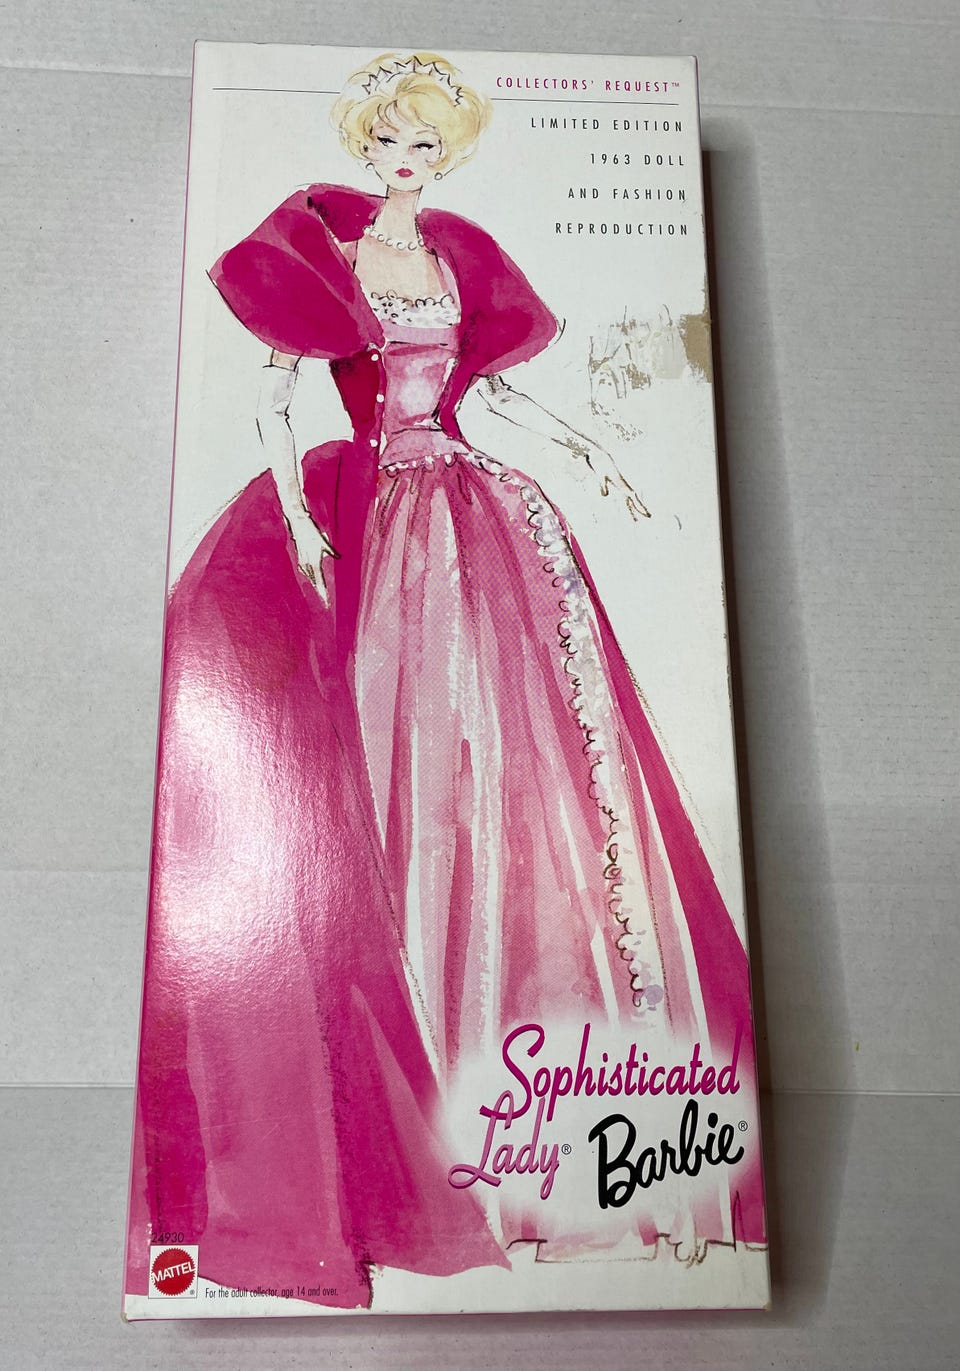 COLLECTORS' REQUEST™
LIMITED EDITION
1963 DOLL
AND FASHION
REPRODUCTION
Sophisticated
Lady® Barbie®
24930
MATTEL ®
For the adult collector, age 14 and over.